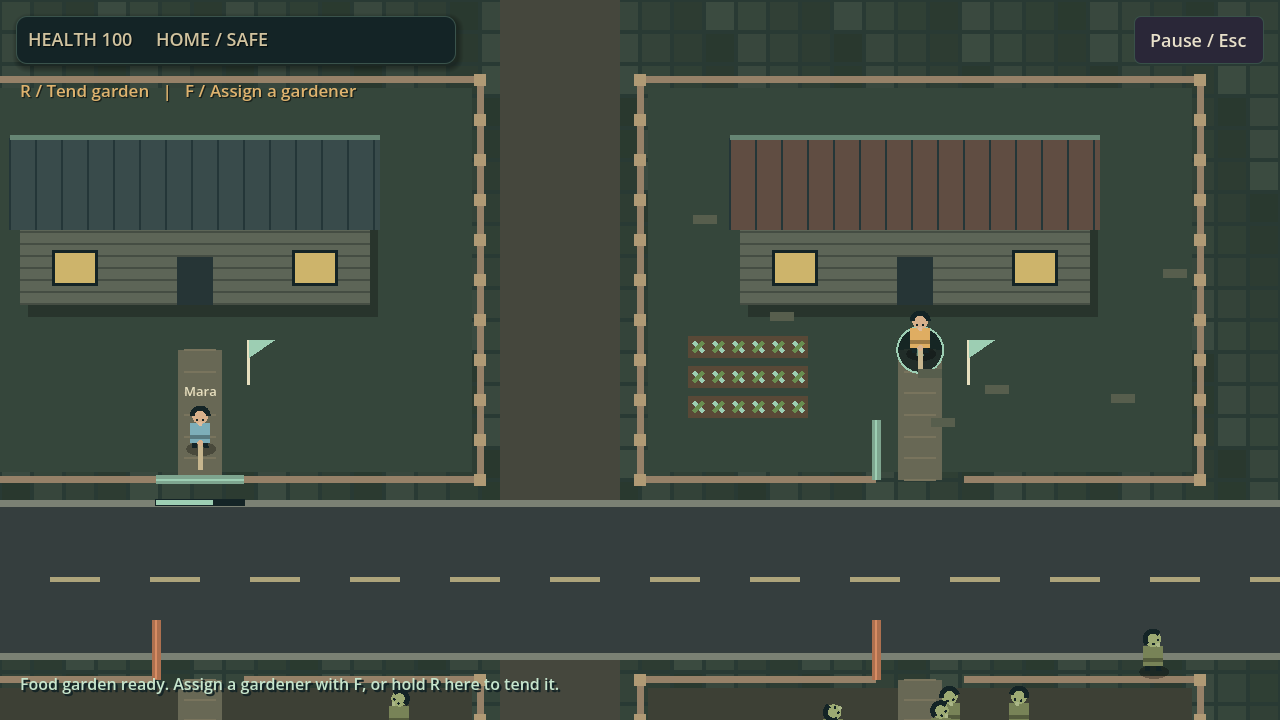 HEALTH 100 HOME / SAFE
Pause / Esc
R / Tend garden | F / Assign a gardener
Mara
Food garden ready. Assign a gardener with F, or hold R here to tend it.